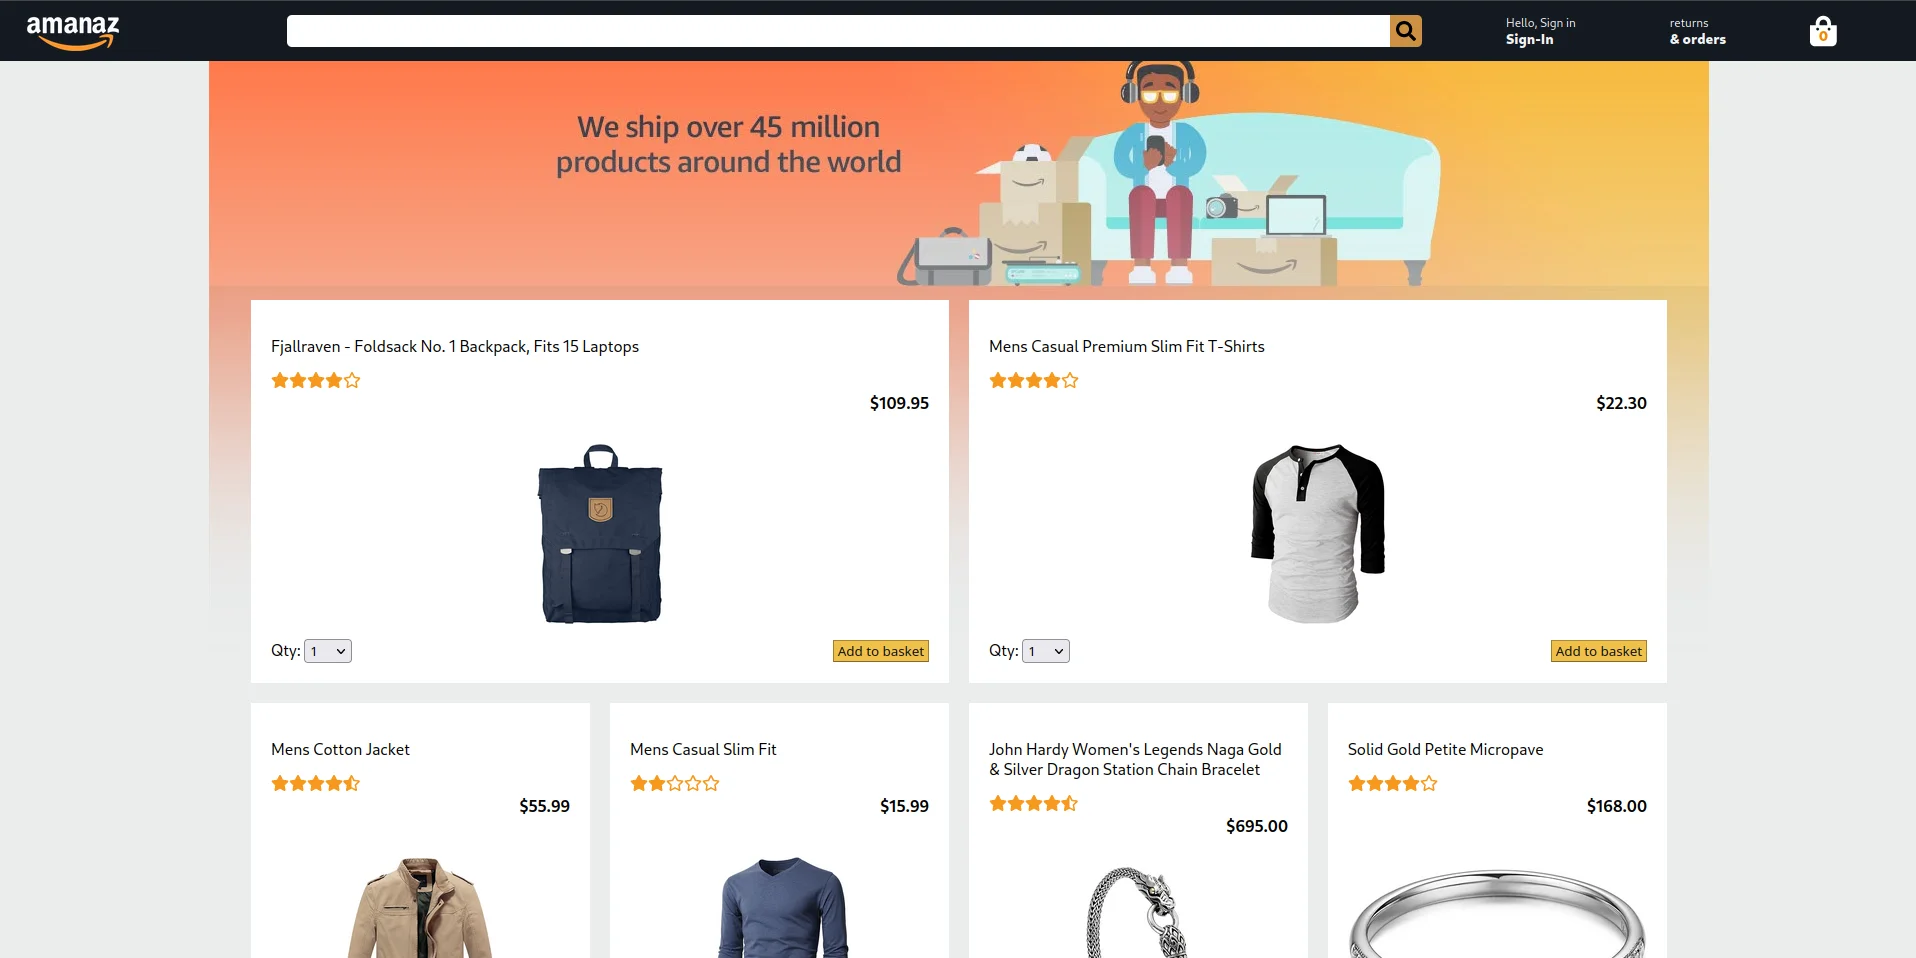 amanaz
Hello, Sign in
Sign-In
returns
& orders
0
We ship over 45 million
products around the world
Fjallraven - Foldsack No. 1 Backpack, Fits 15 Laptops
$109.95
Qty: 1
Add to basket
Mens Casual Premium Slim Fit T-Shirts
$22.30
Qty: 1
Add to basket
Mens Cotton Jacket
$55.99
Mens Casual Slim Fit
$15.99
John Hardy Women's Legends Naga Gold
& Silver Dragon Station Chain Bracelet
$695.00
Solid Gold Petite Micropave
$168.00